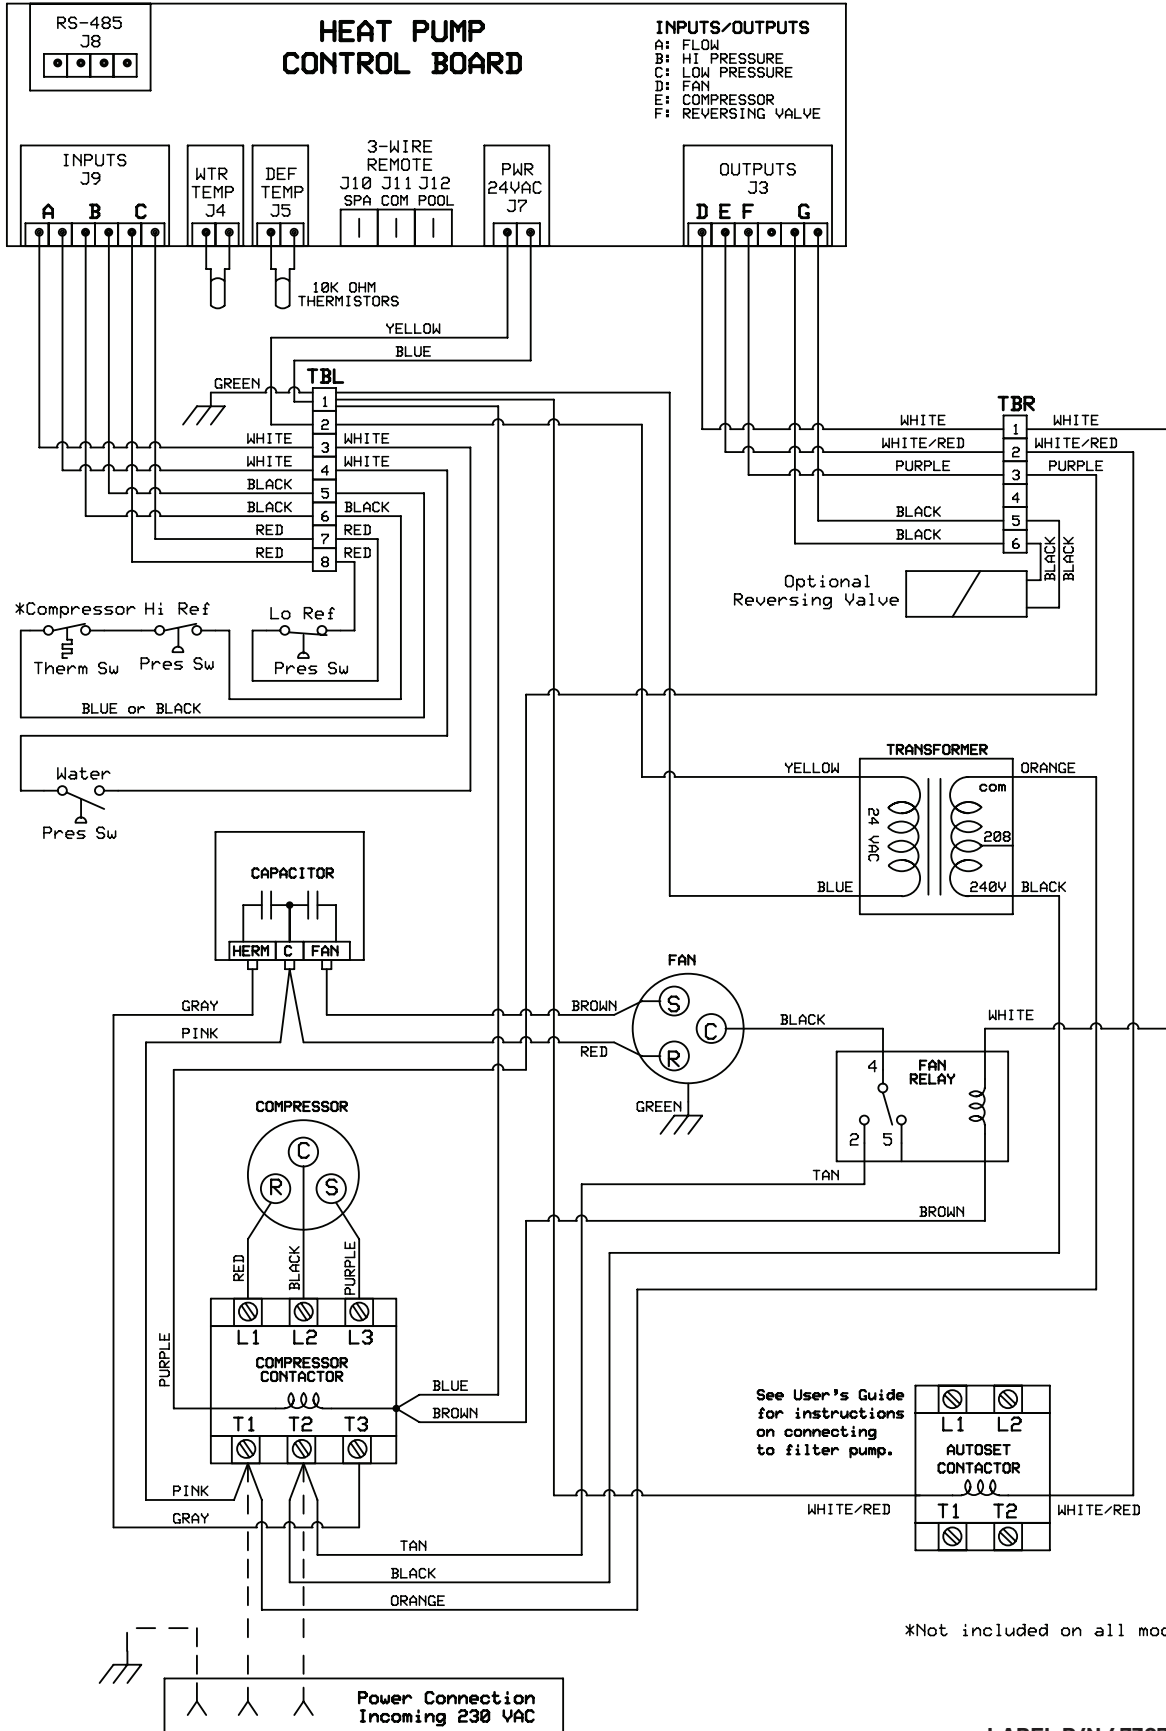 RS-485
J8
HEAT PUMP
CONTROL BOARD
INPUTS/OUTPUTS
A: FLOW
B: HI PRESSURE
C: LOW PRESSURE
D: FAN
E: COMPRESSOR
F: REVERSING VALVE
INPUTS
J9
A B C
WTR
TEMP
J4
DEF
TEMP
J5
3-WIRE
REMOTE
J10 J11 J12
SPA COM POOL
PWR
24VAC
J7
OUTPUTS
J3
D E F G
10K OHM
THERMISTORS
YELLOW
BLUE
GREEN
TBL
1
2
3
4
5
6
7
8
WHITE
WHITE
BLACK
BLACK
RED
RED
WHITE
WHITE
BLACK
RED
RED
TBR
1
2
3
4
5
6
WHITE
WHITE/RED
PURPLE
BLACK
BLACK
WHITE
WHITE/RED
PURPLE
BLACK
BLACK
Optional
Reversing Valve
*Compressor
Therm Sw
Hi Ref
Pres Sw
Lo Ref
Pres Sw
BLUE or BLACK
Water
Pres Sw
TRANSFORMER
YELLOW
ORANGE
com
24 VAC
208
BLUE
240V
BLACK
CAPACITOR
HERM C FAN
GRAY
PINK
FAN
BROWN
S
C
R
RED
GREEN
BLACK
WHITE
4
FAN
RELAY
2 5
TAN
BROWN
COMPRESSOR
C
R S
RED
BLACK
PURPLE
PURPLE
L1 L2 L3
COMPRESSOR
CONTACTOR
T1 T2 T3
BLUE
BROWN
PINK
GRAY
TAN
BLACK
ORANGE
See User's Guide
for instructions
on connecting
to filter pump.
L1 L2
AUTOSET
CONTACTOR
T1 T2
WHITE/RED
WHITE/RED
*Not included on all
Power Connection
Incoming 230 VAC